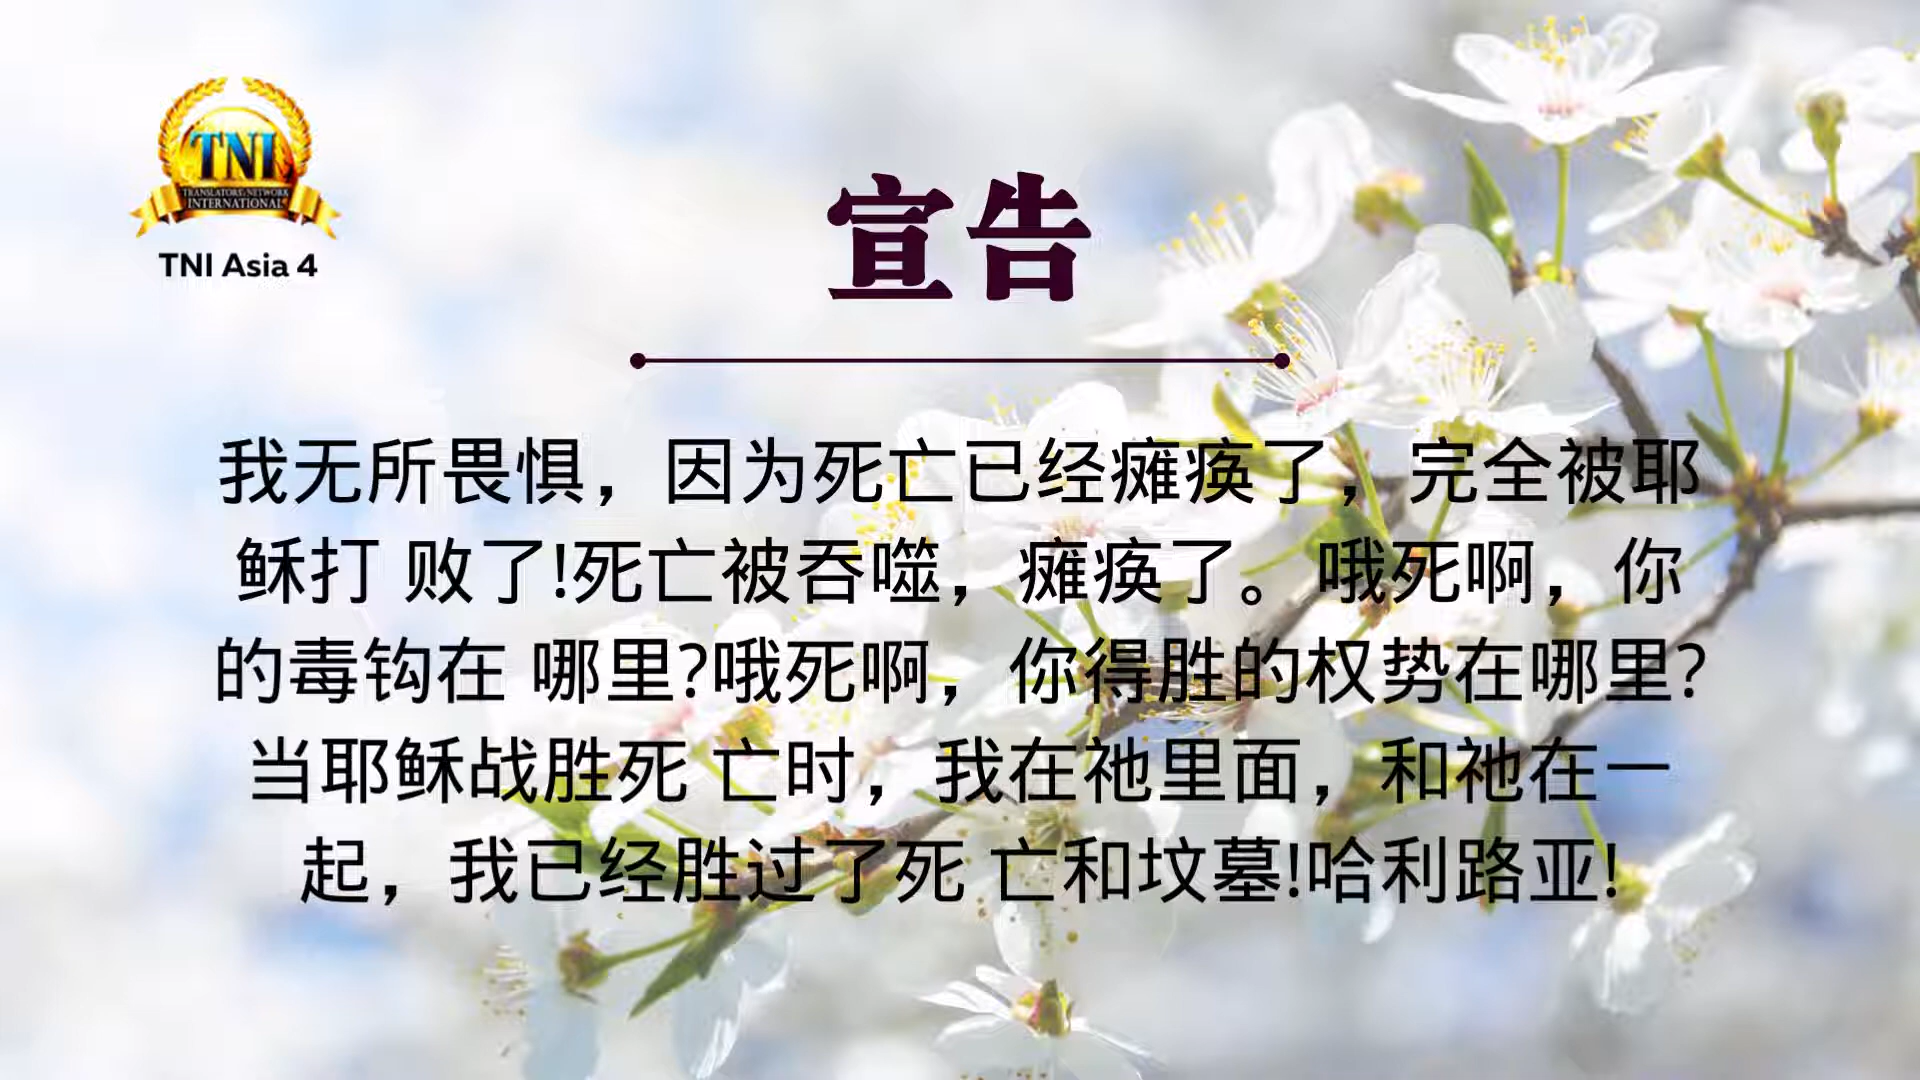 TNI
TRANSLATORS NETWORK
INTERNATIONAL
TNI Asia 4
宣告
我无所畏惧，因为死亡已经瘫痪了，完全被耶
稣打 败了!死亡被吞噬，瘫痪了。哦死啊，你
的毒钩在 哪里?哦死啊，你得胜的权势在哪里?
当耶稣战胜死 亡时，我在祂里面，和祂在一
起，我已经胜过了死 亡和坟墓!哈利路亚!